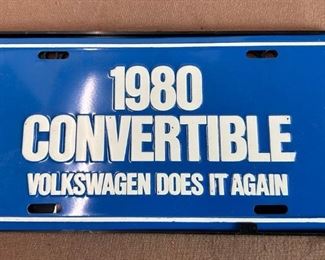 1980
CONVERTIBLE
VOLKSWAGEN DOES IT AGAIN